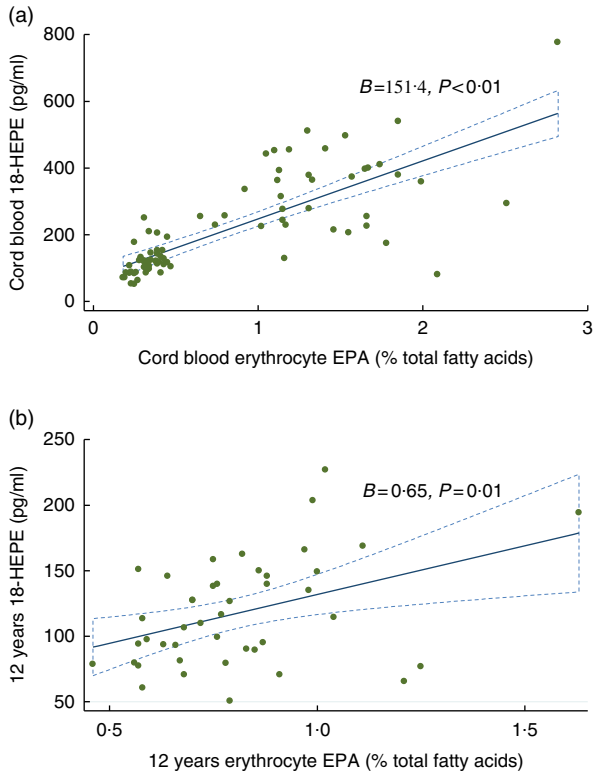 (a)
800
600
400
200
0
Cord blood 18-HEPE (pg/ml)
B=151·4, P<0·01
0 1 2 3
Cord blood erythrocyte EPA (% total fatty acids)
(b)
250
200
150
100
50
12 years 18-HEPE (pg/ml)
B=0·65, P=0·01
0·5 1·0 1·5
12 years erythrocyte EPA (% total fatty acids)